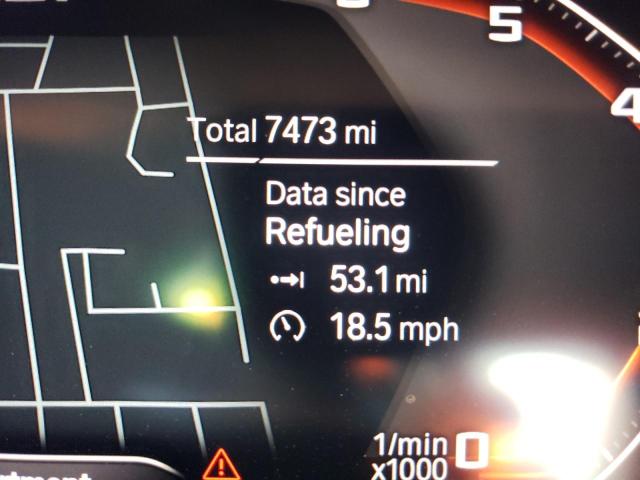 5
4
Total 7473 mi
Data since
Refueling
53.1 mi
18.5 mph
1/min
x1000
0